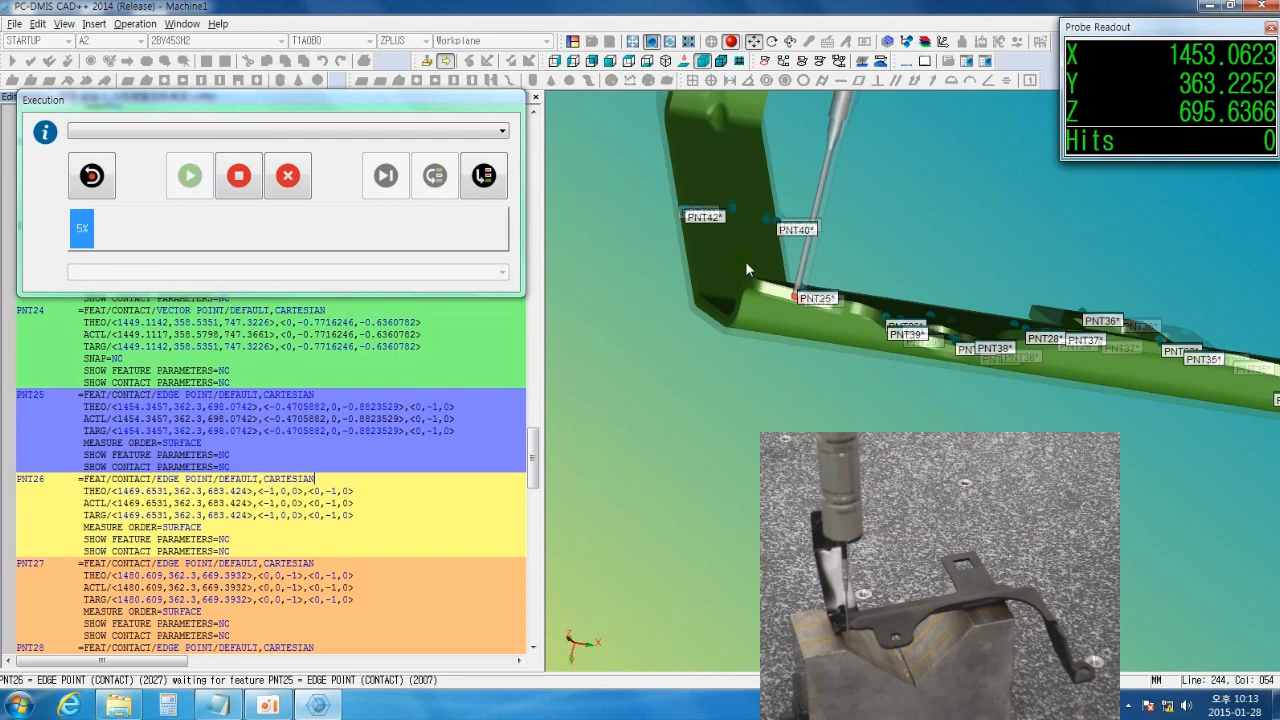 PC-DMIS CAD++ 2014 (Release) - Machine1
File Edit View Insert Operation Window Help
STARTUP A2 2BY45SH2 T1A0B0 ZPLUS Workplane
Probe Readout
X 1453.0623
Y 363.2252
Z 695.6366
Hits 0
Execution
5%
SHOW CONTACT PARAMETERS=NO
PNT24 =FEAT/CONTACT/VECTOR POINT/DEFAULT,CARTESIAN
THEO/<1449.1142,358.5351,747.3226>,<0,-0.7716246,-0.6360782>
ACTL/<1449.1117,358.5798,747.3661>,<0,-0.7716246,-0.6360782>
TARG/<1449.1142,358.5351,747.3226>,<0,-0.7716246,-0.6360782>
SNAP=NO
SHOW FEATURE PARAMETERS=NO
SHOW CONTACT PARAMETERS=NO
PNT25 =FEAT/CONTACT/EDGE POINT/DEFAULT,CARTESIAN
THEO/<1454.3457,362.3,698.0742>,<-0.4705882,0,-0.8823529>,<0,-1,0>
ACTL/<1454.3457,362.3,698.0742>,<-0.4705882,0,-0.8823529>,<0,-1,0>
TARG/<1454.3457,362.3,698.0742>,<-0.4705882,0,-0.8823529>,<0,-1,0>
MEASURE ORDER=SURFACE
SHOW FEATURE PARAMETERS=NO
SHOW CONTACT PARAMETERS=NO
PNT26 =FEAT/CONTACT/EDGE POINT/DEFAULT,CARTESIAN
THEO/<1469.6531,362.3,683.424>,<-1,0,0>,<0,-1,0>
ACTL/<1469.6531,362.3,683.424>,<-1,0,0>,<0,-1,0>
TARG/<1469.6531,362.3,683.424>,<-1,0,0>,<0,-1,0>
MEASURE ORDER=SURFACE
SHOW FEATURE PARAMETERS=NO
SHOW CONTACT PARAMETERS=NO
PNT27 =FEAT/CONTACT/EDGE POINT/DEFAULT,CARTESIAN
THEO/<1480.609,362.3,669.3932>,<0,0,-1>,<0,-1,0>
ACTL/<1480.609,362.3,669.3932>,<0,0,-1>,<0,-1,0>
TARG/<1480.609,362.3,669.3932>,<0,0,-1>,<0,-1,0>
MEASURE ORDER=SURFACE
SHOW FEATURE PARAMETERS=NO
SHOW CONTACT PARAMETERS=NO
PNT28 =FEAT/CONTACT/EDGE POINT/DEFAULT,CARTESIAN
PNT42*
PNT40*
PNT25*
PNT36*
PNT39*
PNT38*
PNT28*
PNT37*
PNT35*
Z X
PNT26 = EDGE POINT (CONTACT) (2027) waiting for feature PNT25 = EDGE POINT (CONTACT) (2007)
MM Line: 244, Col: 054
오후 10:13
2015-01-28